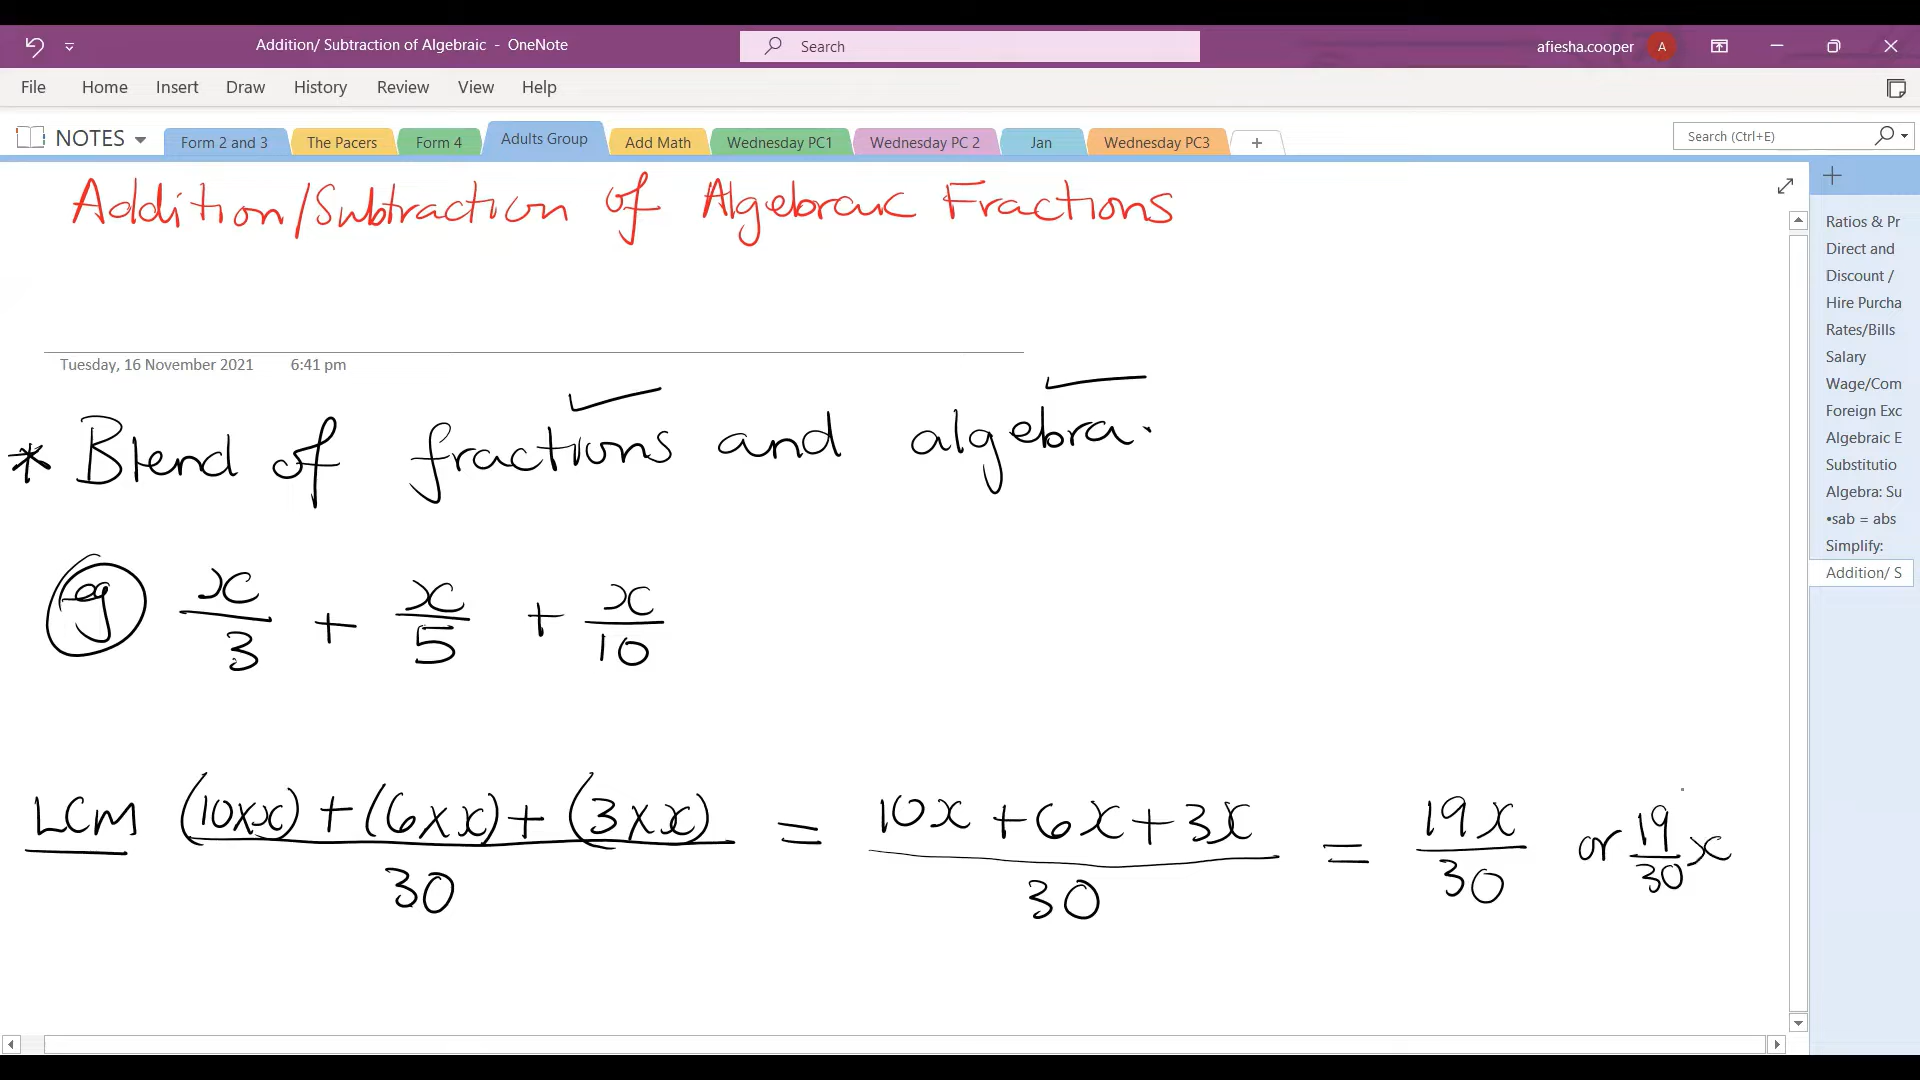 Addition/ Subtraction of Algebraic - OneNote
Search
afiesha.cooper
A
File Home Insert Draw History Review View Help
NOTES
Form 2 and 3
The Pacers
Form 4
Adults Group
Add Math
Wednesday PC1
Wednesday PC 2
Jan
Wednesday PC3
+
Search (Ctrl+E)
Addition/Subtraction of Algebraic Fractions
Tuesday, 16 November 2021 6:41 pm
* Blend of fractions and algebra.
eg x/3 + x/5 + x/10
LCM (10×x)+(6×x)+(3×x)/30 = 10x+6x+3x/30 = 19x/30 or 19/30 x
Ratios & Pr
Direct and
Discount /
Hire Purcha
Rates/Bills
Salary
Wage/Com
Foreign Exc
Algebraic E
Substitutio
Algebra: Su
•sab = abs
Simplify:
Addition/ S